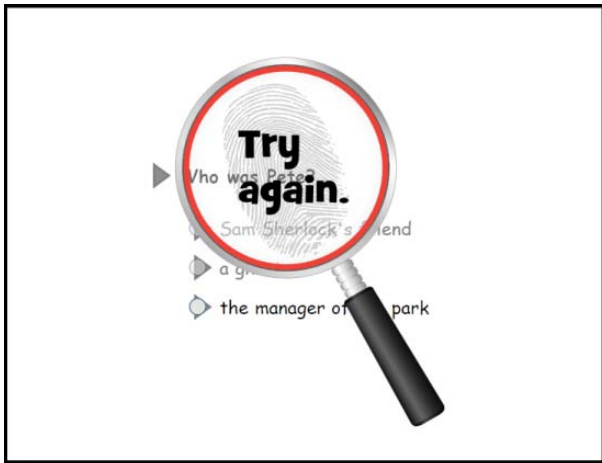 Try
Who was Pete?
again.
Sam Sherlock's friend
a
the manager of park